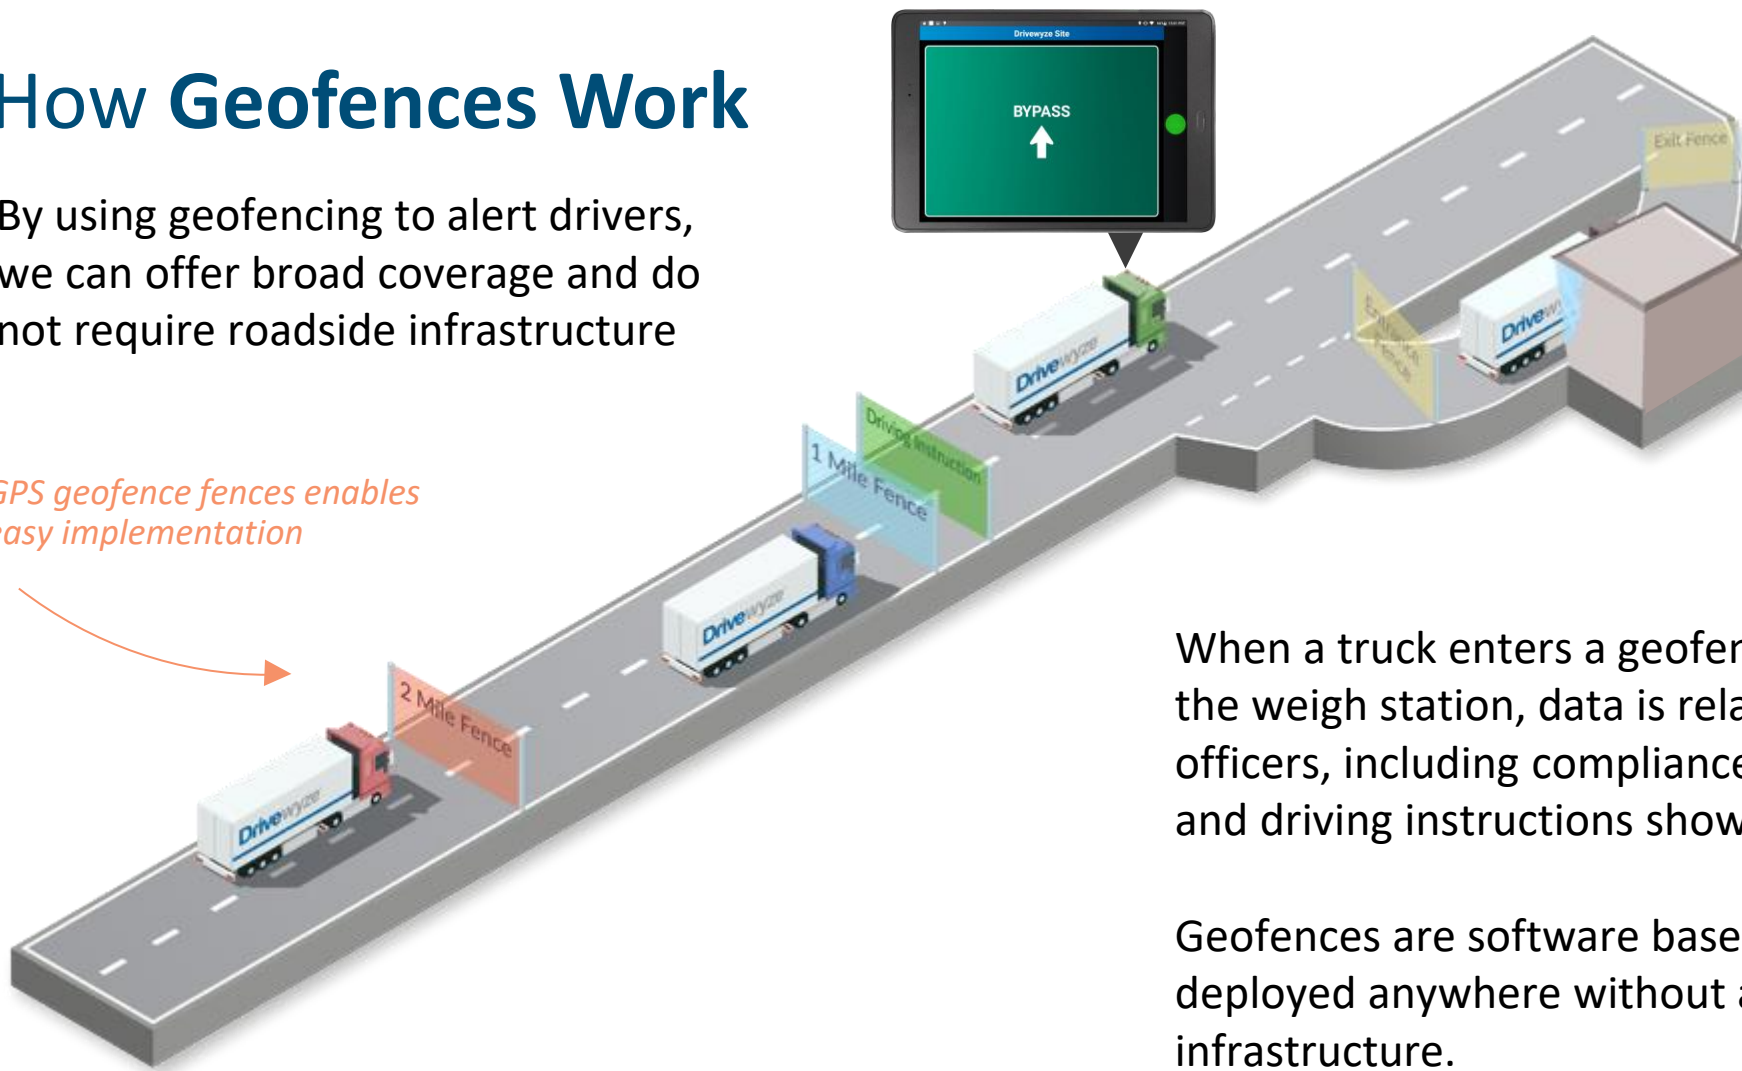 How Geofences Work
By using geofencing to alert drivers,
we can offer broad coverage and do
not require roadside infrastructure
GPS geofence fences enables
easy implementation
Drivewyze Site
BYPASS
Exit Fence
Entrance
Fence
Drivew
Drivewyze
Driving Instruction
1 Mile Fence
Drivewyze
2 Mile Fence
Drivewyze
When a truck enters a geofen
the weigh station, data is rela
officers, including compliance
and driving instructions show
Geofences are software base
deployed anywhere without a
infrastructure.